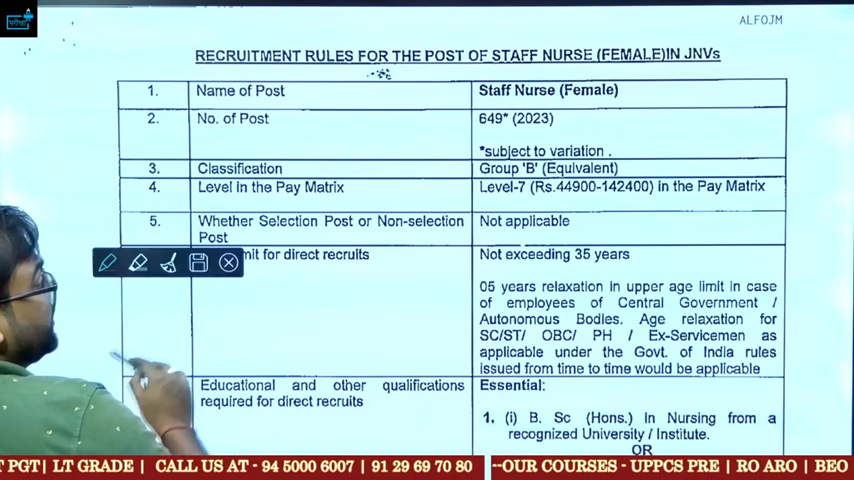 परीक्षा
ALFOJM
RECRUITMENT RULES FOR THE POST OF STAFF NURSE (FEMALE)IN JNVs
1. Name of Post Staff Nurse (Female)
2. No. of Post 649* (2023)
*subject to variation .
3. Classification Group 'B' (Equivalent)
4. Level in the Pay Matrix Level-7 (Rs.44900-142400) in the Pay Matrix
5. Whether Selection Post or Non-selection Not applicable
Post
for direct recruits Not exceeding 35 years
05 years relaxation in upper age limit in case
of employees of Central Government /
Autonomous Bodies. Age relaxation for
SC/ST/ OBC/ PH / Ex-Servicemen as
applicable under the Govt. of India rules
issued from time to time would be applicable
Educational and other qualifications Essential:
required for direct recruits
1. (i) B. Sc (Hons.) in Nursing from a
recognized University / Institute.
OR
T PGT| LT GRADE | CALL US AT - 94 5000 6007 | 91 29 69 70 80 --OUR COURSES - UPPCS PRE | RO ARO | BEO